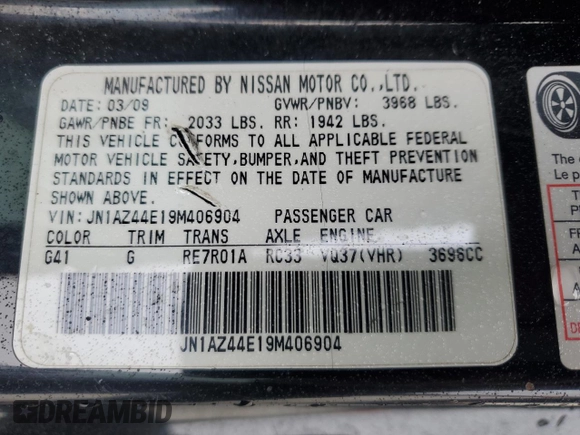 MANUFACTURED BY NISSAN MOTOR CO.,LTD.
DATE: 03/09 GVWR/PNBV: 3968 LBS.
GAWR/PNBE FR: 2033 LBS. RR: 1942 LBS.
THIS VEHICLE CONFORMS TO ALL APPLICABLE FEDERAL
MOTOR VEHICLE SAFETY,BUMPER,AND THEFT PREVENTION
STANDARDS IN EFFECT ON THE DATE OF MANUFACTURE
SHOWN ABOVE.
VIN: JN1AZ44E19M406904 PASSENGER CAR
COLOR TRIM TRANS AXLE ENGINE
G41 G RE7R01A RC33 VQ37(VHR) 3696CC
JN1AZ44E19M406904
The
Le p
DREAMBID